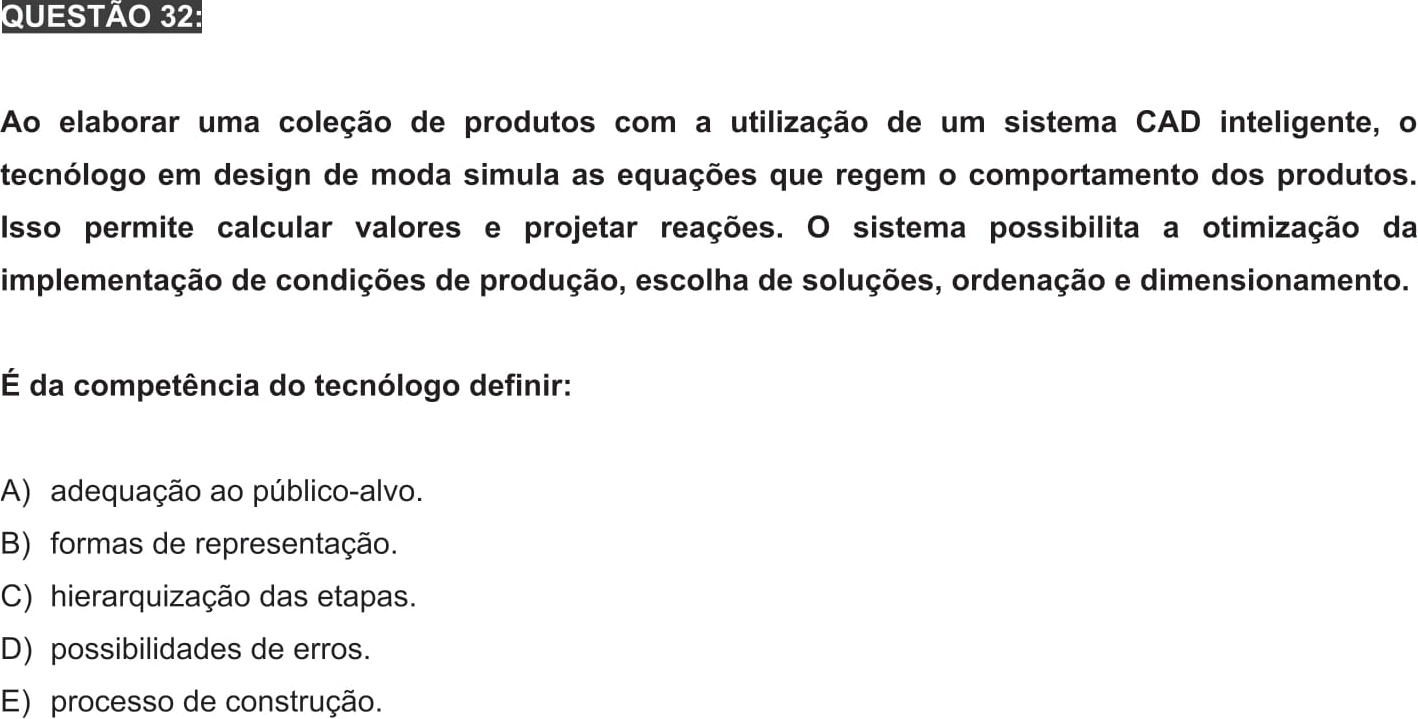 QUESTÃO 32:
Ao elaborar uma coleção de produtos com a utilização de um sistema CAD inteligente, o
tecnólogo em design de moda simula as equações que regem o comportamento dos produtos.
Isso permite calcular valores e projetar reações. O sistema possibilita a otimização da
implementação de condições de produção, escolha de soluções, ordenação e dimensionamento.
É da competência do tecnólogo definir:
A) adequação ao público-alvo.
B) formas de representação.
C) hierarquização das etapas.
D) possibilidades de erros.
E) processo de construção.